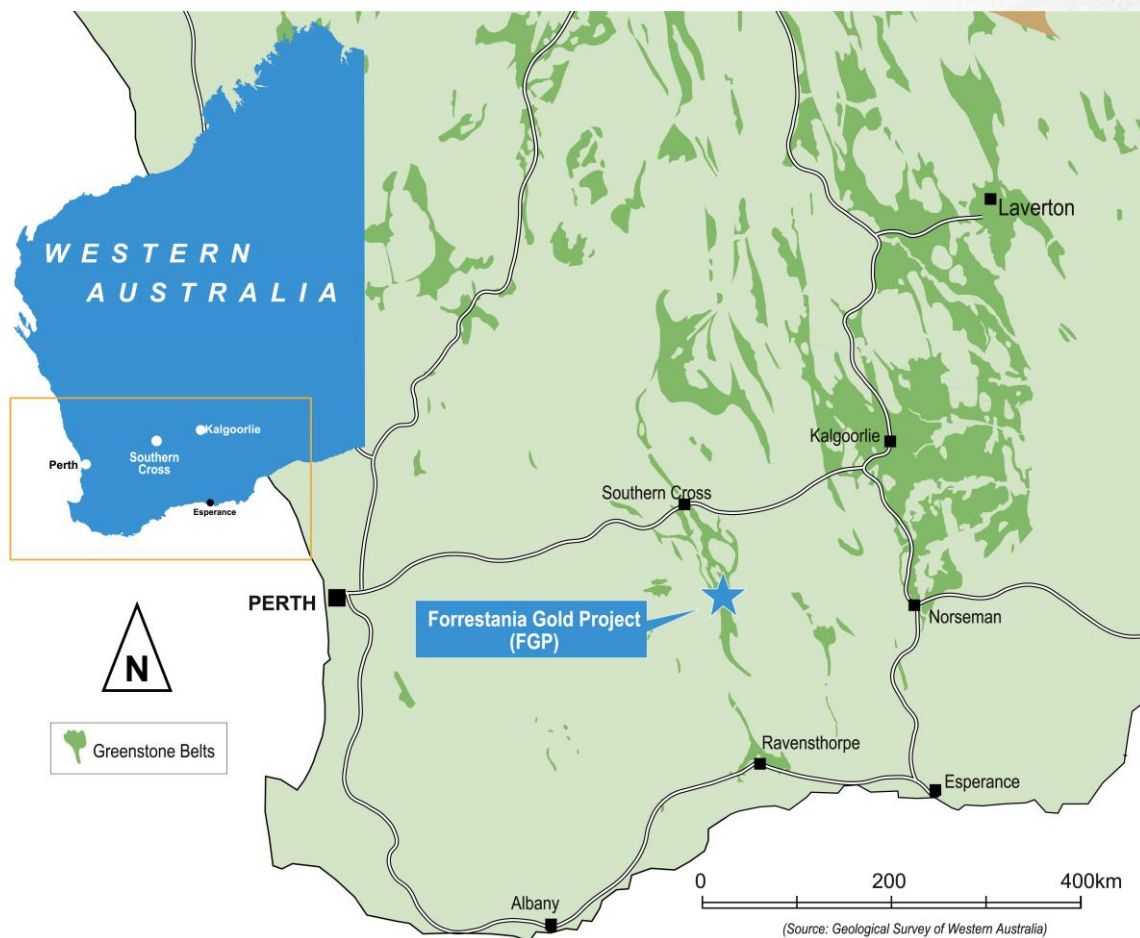 WESTERN
AUSTRALIA
Kalgoorlie
Southern
Cross
Perth
Esperance
Laverton
Kalgoorlie
Southern Cross
PERTH
Forrestania Gold Project
(FGP)
Norseman
N
Greenstone Belts
Ravensthorpe
Esperance
Albany
0 200 400km
(Source: Geological Survey of Western Australia)